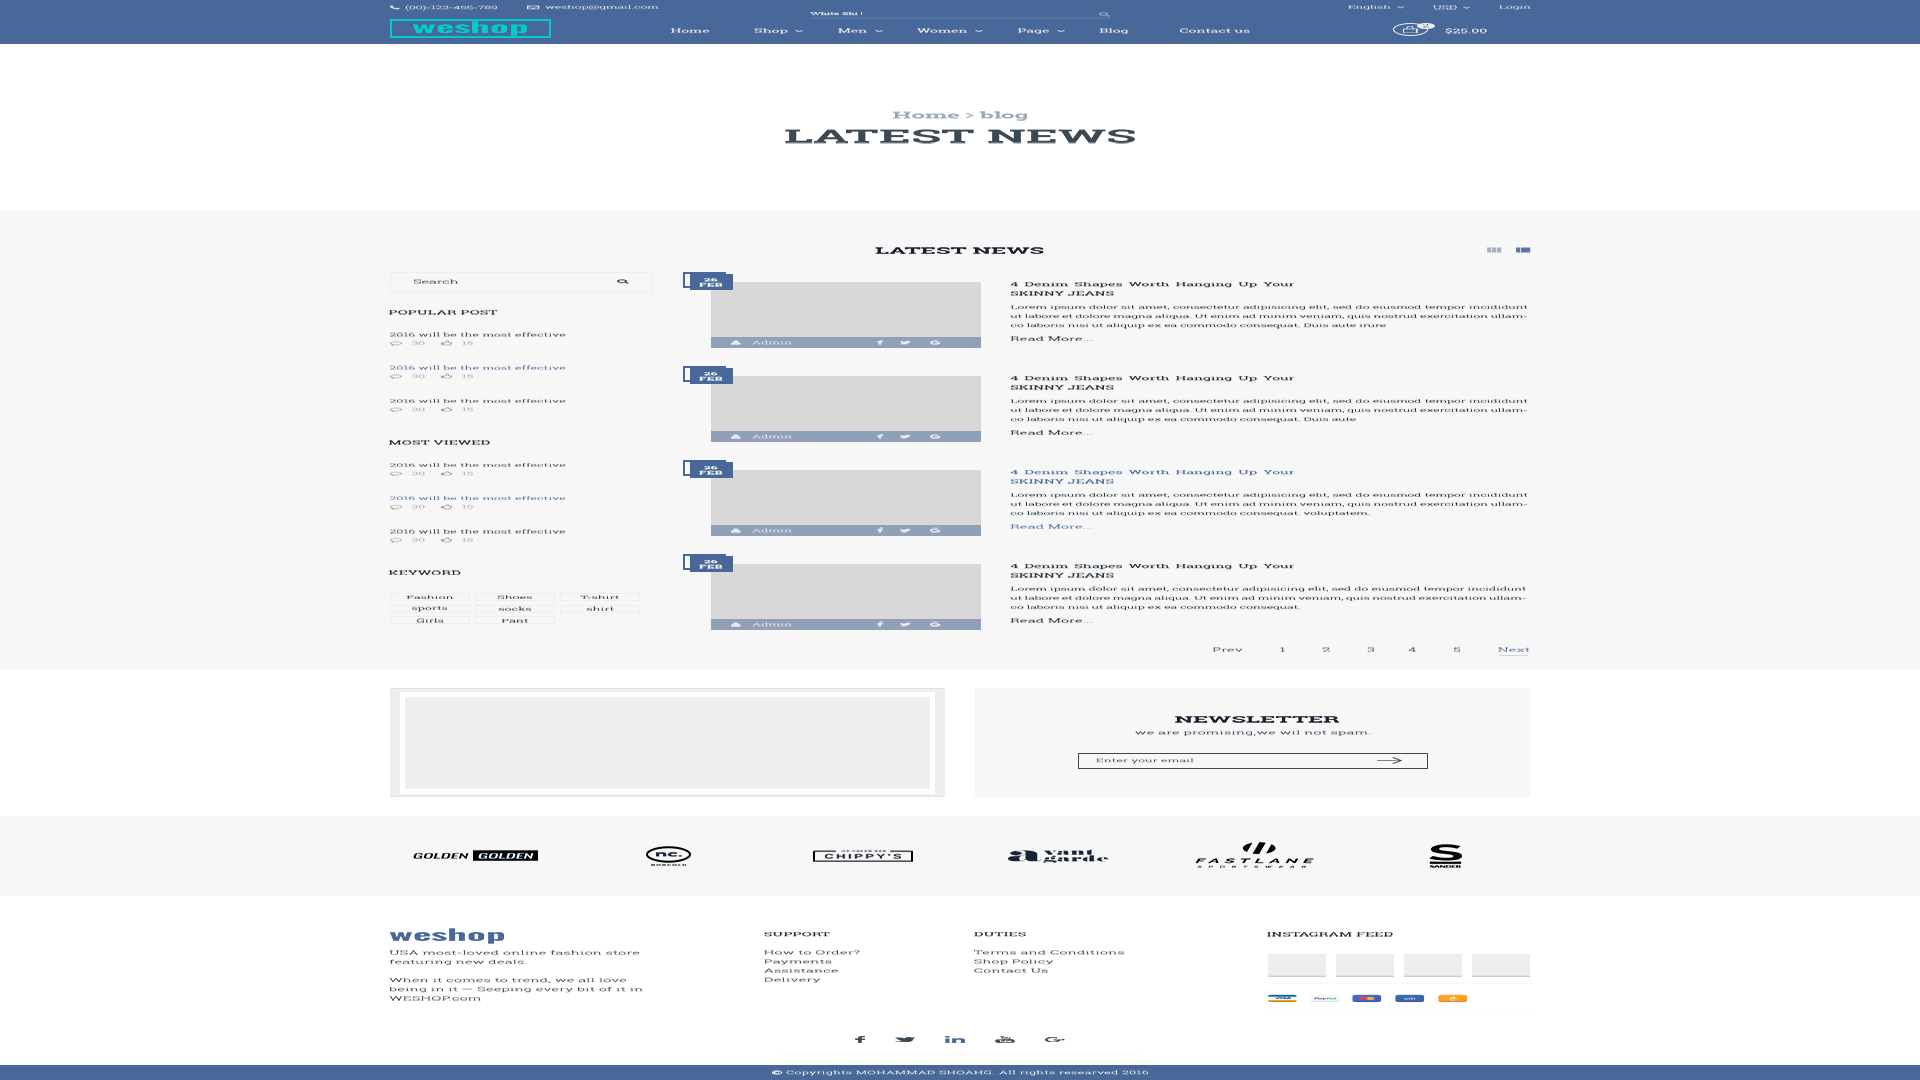 (00)-123-456-789 weshop@gmail.com
White Shi !
English USD Login
weshop
Home Shop Men Women Page Blog Contact us
2 $25.00
Home > blog
LATEST NEWS
LATEST NEWS
Search
POPULAR POST
2016 will be the most effective
30 15
2016 will be the most effective
30 15
2016 will be the most effective
30 15
MOST VIEWED
2016 will be the most effective
30 15
2016 will be the most effective
30 15
2016 will be the most effective
30 15
KEYWORD
Fashion Shoes T-shirt
sports socks shirt
Girls Pant
26
FEB
Admin
4 Denim Shapes Worth Hanging Up Your
SKINNY JEANS
Lorem ipsum dolor sit amet, consectetur adipisicing elit, sed do eiusmod tempor incididunt
ut labore et dolore magna aliqua. Ut enim ad minim veniam, quis nostrud exercitation ullam-
co laboris nisi ut aliquip ex ea commodo consequat. Duis aute irure
Read More...
26
FEB
Admin
4 Denim Shapes Worth Hanging Up Your
SKINNY JEANS
Lorem ipsum dolor sit amet, consectetur adipisicing elit, sed do eiusmod tempor incididunt
ut labore et dolore magna aliqua. Ut enim ad minim veniam, quis nostrud exercitation ullam-
co laboris nisi ut aliquip ex ea commodo consequat. Duis aute
Read More...
26
FEB
Admin
4 Denim Shapes Worth Hanging Up Your
SKINNY JEANS
Lorem ipsum dolor sit amet, consectetur adipisicing elit, sed do eiusmod tempor incididunt
ut labore et dolore magna aliqua. Ut enim ad minim veniam, quis nostrud exercitation ullam-
co laboris nisi ut aliquip ex ea commodo consequat. voluptatem.
Read More...
26
FEB
Admin
4 Denim Shapes Worth Hanging Up Your
SKINNY JEANS
Lorem ipsum dolor sit amet, consectetur adipisicing elit, sed do eiusmod tempor incididunt
ut labore et dolore magna aliqua. Ut enim ad minim veniam, quis nostrud exercitation ullam-
co laboris nisi ut aliquip ex ea commodo consequat.
Read More...
Prev 1 2 3 4 5 Next
NEWSLETTER
we are promising,we wil not spam.
Enter your email
GOLDEN GOLDEN
nc.
CHIPPY'S
avant
garde
FASTLANE
SPORTSWEAR
S
SANDER
weshop
USA most-loved online fashion store
featuring new deals.
When it comes to trend, we all love
being in it — Seeping every bit of it in
WESHOP.com
SUPPORT
How to Order?
Payments
Assistance
Delivery
DUTIES
Terms and Conditions
Shop Policy
Contact Us
INSTAGRAM FEED
VISA PayPal citi
© Copyrights MOHAMMAD SHOAHG. All rights researved 2016